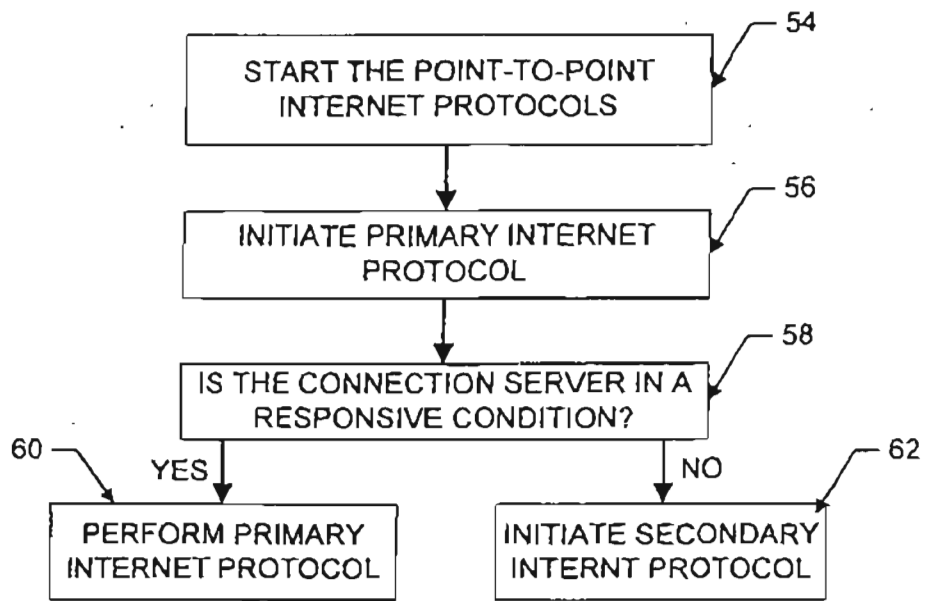 54
START THE POINT-TO-POINT
INTERNET PROTOCOLS
56
INITIATE PRIMARY INTERNET
PROTOCOL
58
IS THE CONNECTION SERVER IN A
RESPONSIVE CONDITION?
60
YES
NO
62
PERFORM PRIMARY
INTERNET PROTOCOL
INITIATE SECONDARY
INTERNT PROTOCOL